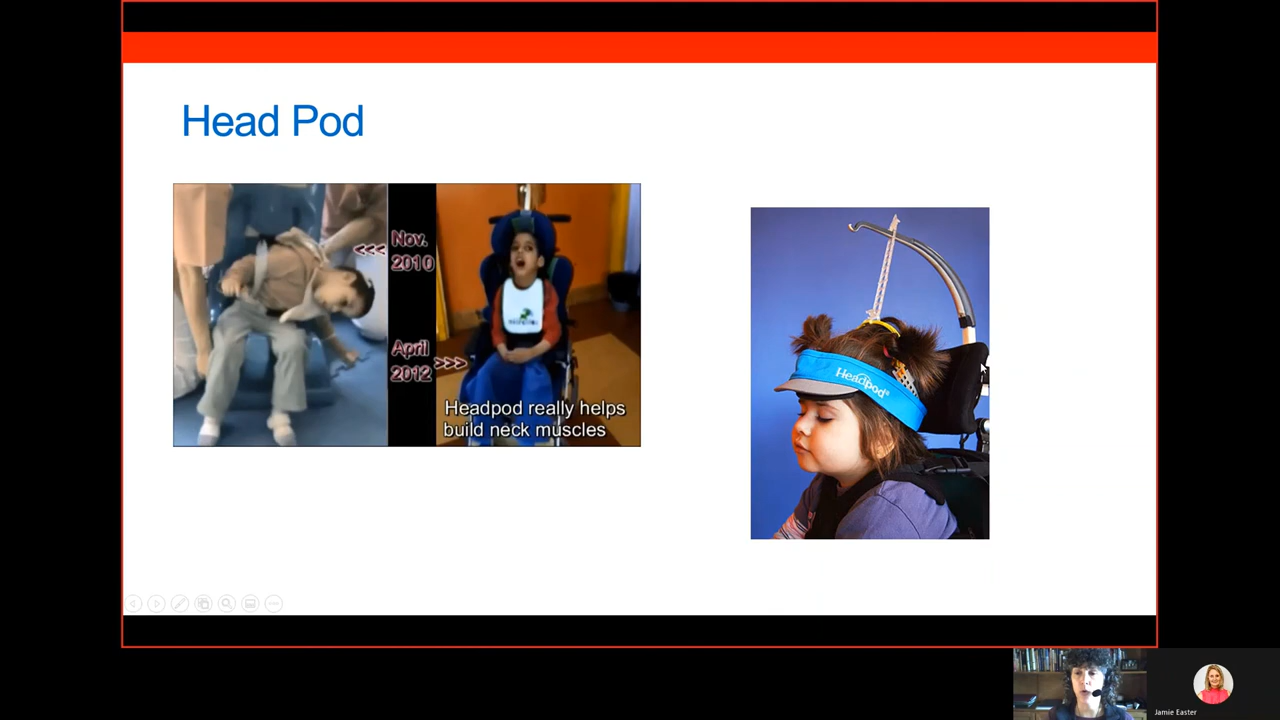 Head Pod
<<< Nov.
2010
April
2012 >>>
Headpod really helps
build neck muscles
Headpod®
Jamie Easter